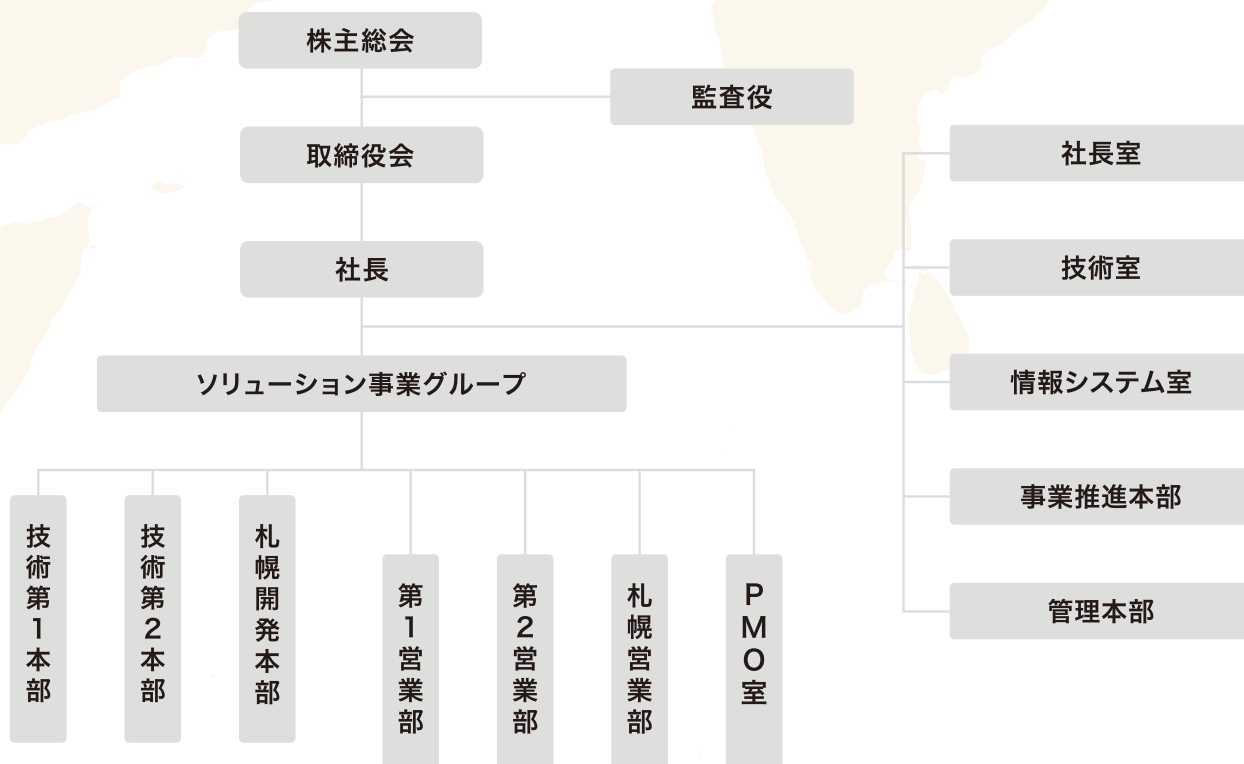 株主総会
監査役
取締役会
社長
ソリューション事業グループ
技術第1本部
技術第2本部
札幌開発本部
第1営業部
第2営業部
札幌営業部
PMO室
社長室
技術室
情報システム室
事業推進本部
管理本部